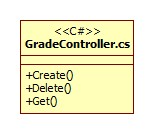 <<C#>>
GradeController.cs
+Create()
+Delete()
+Get()